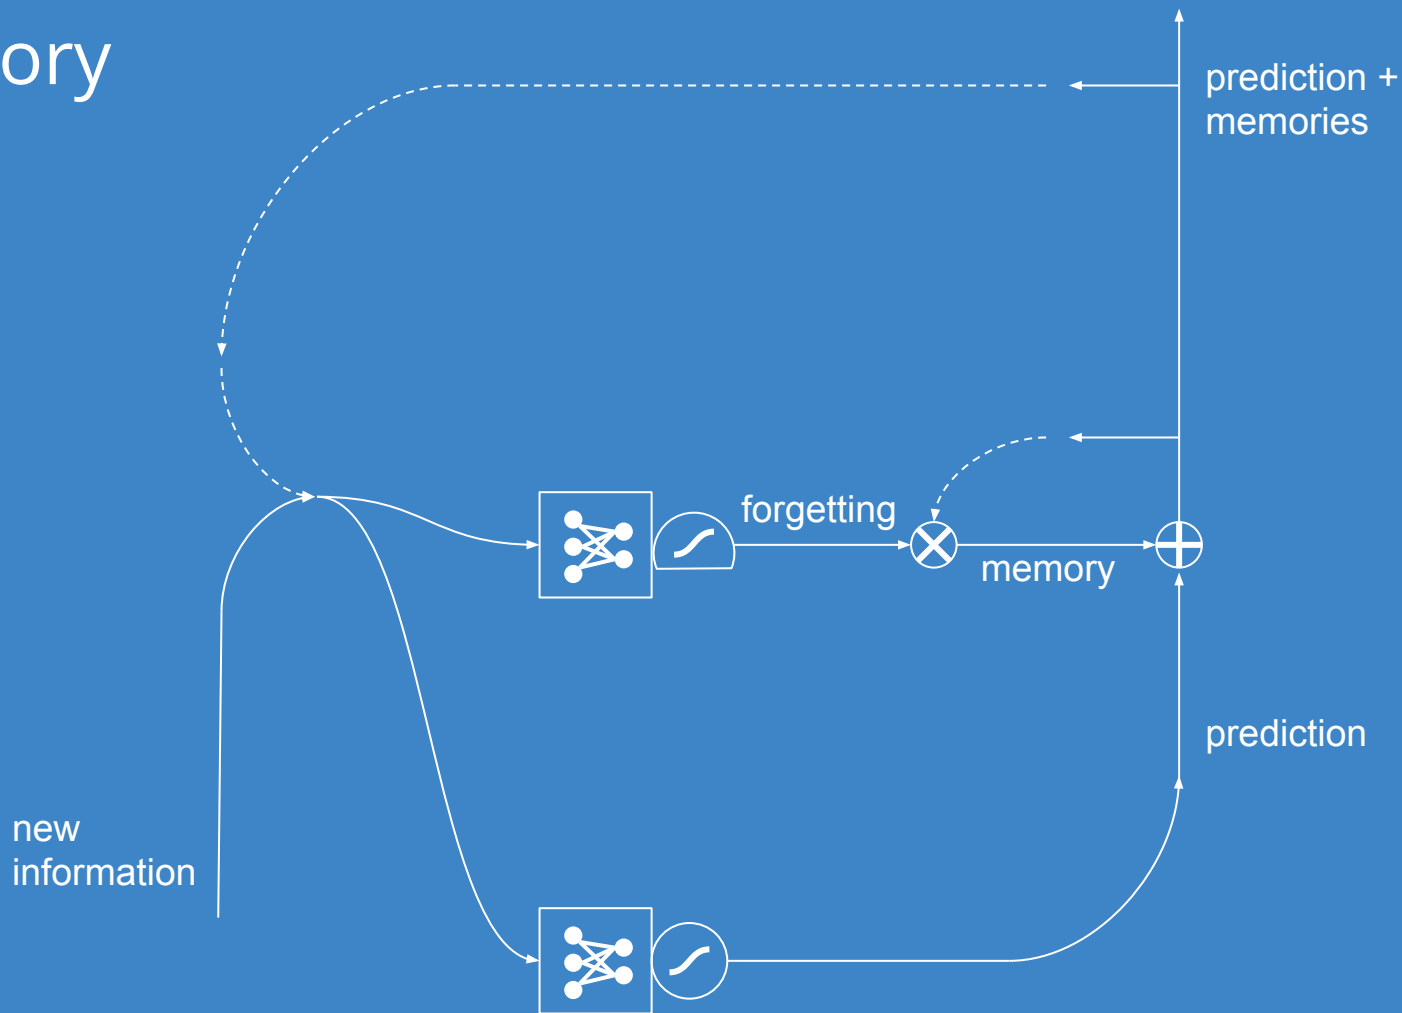 ory
prediction +
memories
forgetting
memory
prediction
new
information